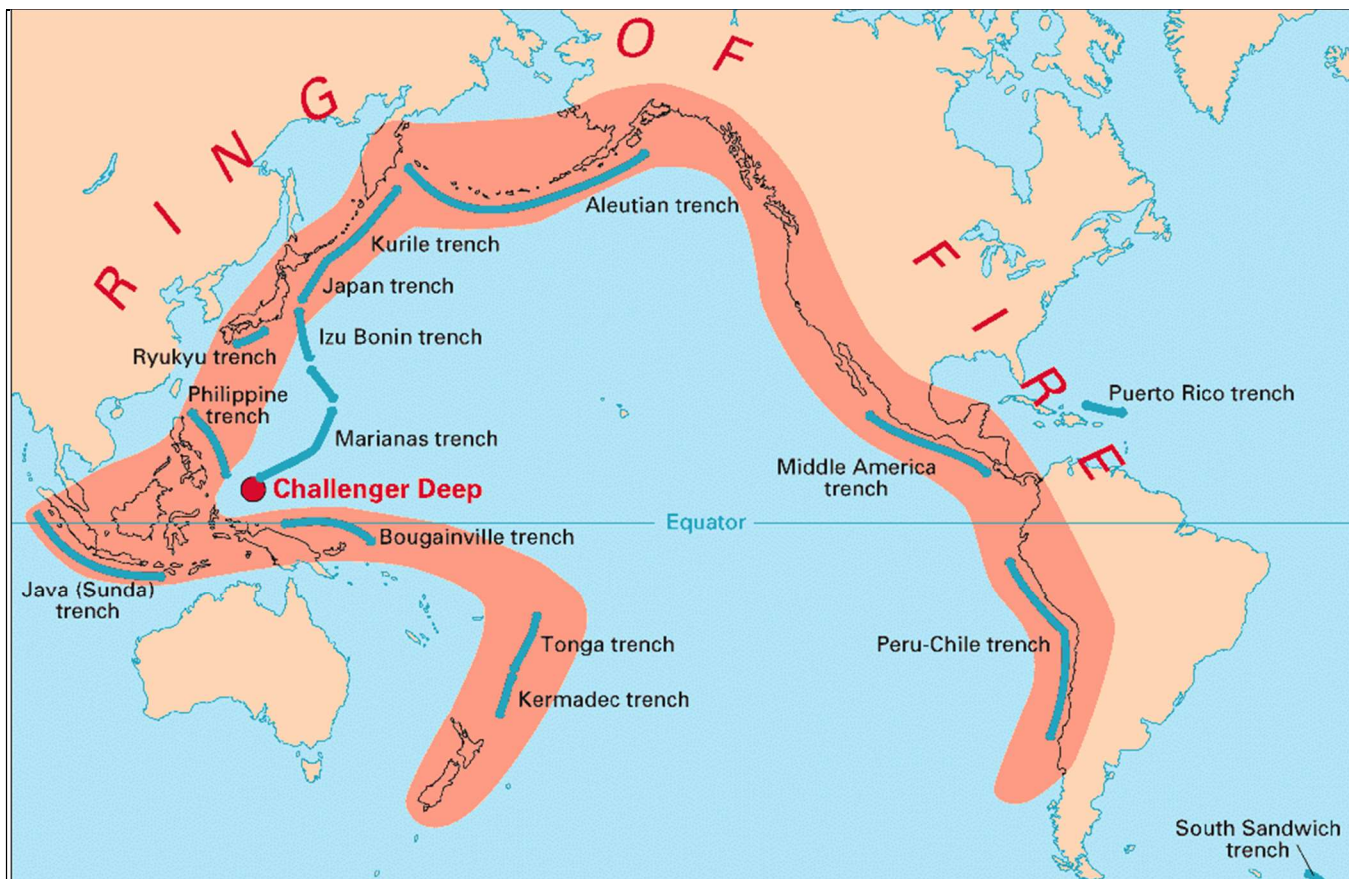 RING OF FIRE
Aleutian trench
Kurile trench
Japan trench
Izu Bonin trench
Ryukyu trench
Philippine
trench
Marianas trench
Challenger Deep
Puerto Rico trench
Middle America
trench
Equator
Bougainville trench
Java (Sunda)
trench
Tonga trench
Kermadec trench
Peru-Chile trench
South Sandwich
trench